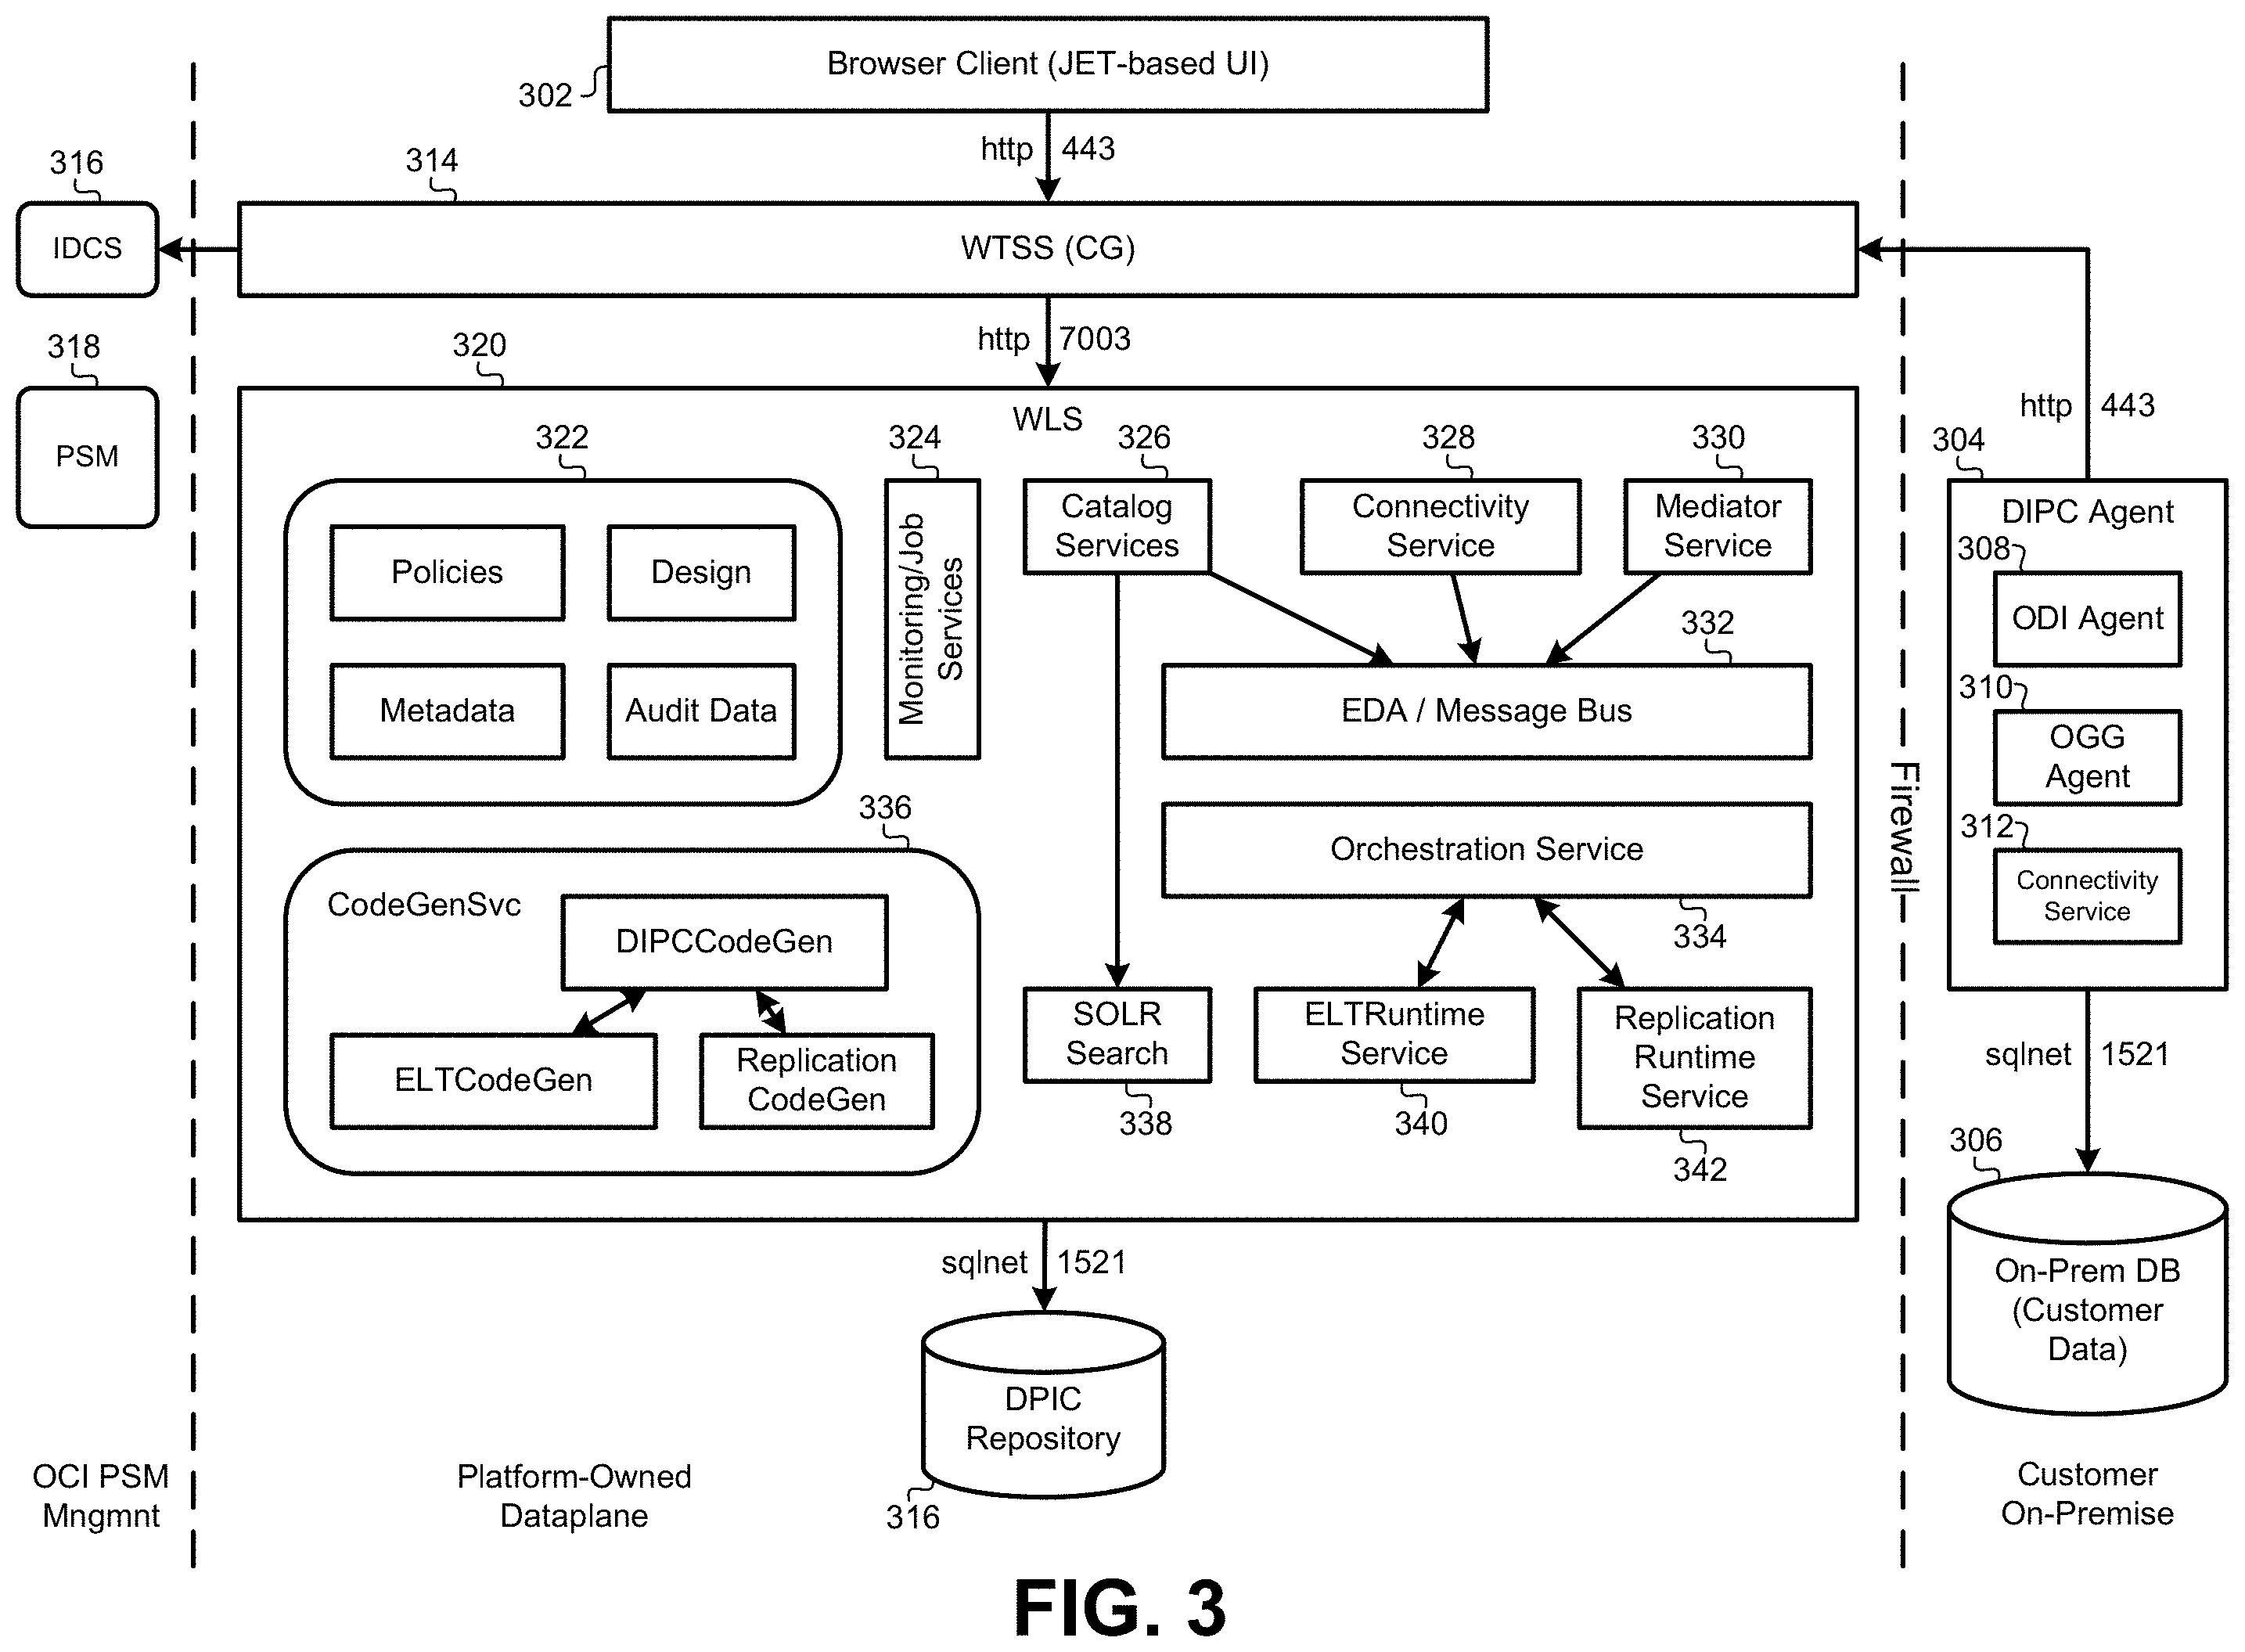 Browser Client (JET-based UI)
302
http 443
316
314
IDCS
WTSS (CG)
318
320
http 7003
PSM
WLS
322
324
326
328
330
Policies
Design
Metadata
Audit Data
Monitoring/Job
Services
Catalog
Services
Connectivity
Service
Mediator
Service
332
EDA / Message Bus
336
CodeGenSvc
DIPCCodeGen
ELTCodeGen
Replication
CodeGen
Orchestration Service
334
SOLR
Search
338
ELTRuntime
Service
340
Replication
Runtime
Service
342
sqlnet 1521
DPIC
Repository
316
Firewall
http 443
304
DIPC Agent
308
ODI Agent
310
OGG
Agent
312
Connectivity
Service
sqlnet 1521
306
On-Prem DB
(Customer
Data)
OCI PSM
Mngmnt
Platform-Owned
Dataplane
Customer
On-Premise
FIG. 3